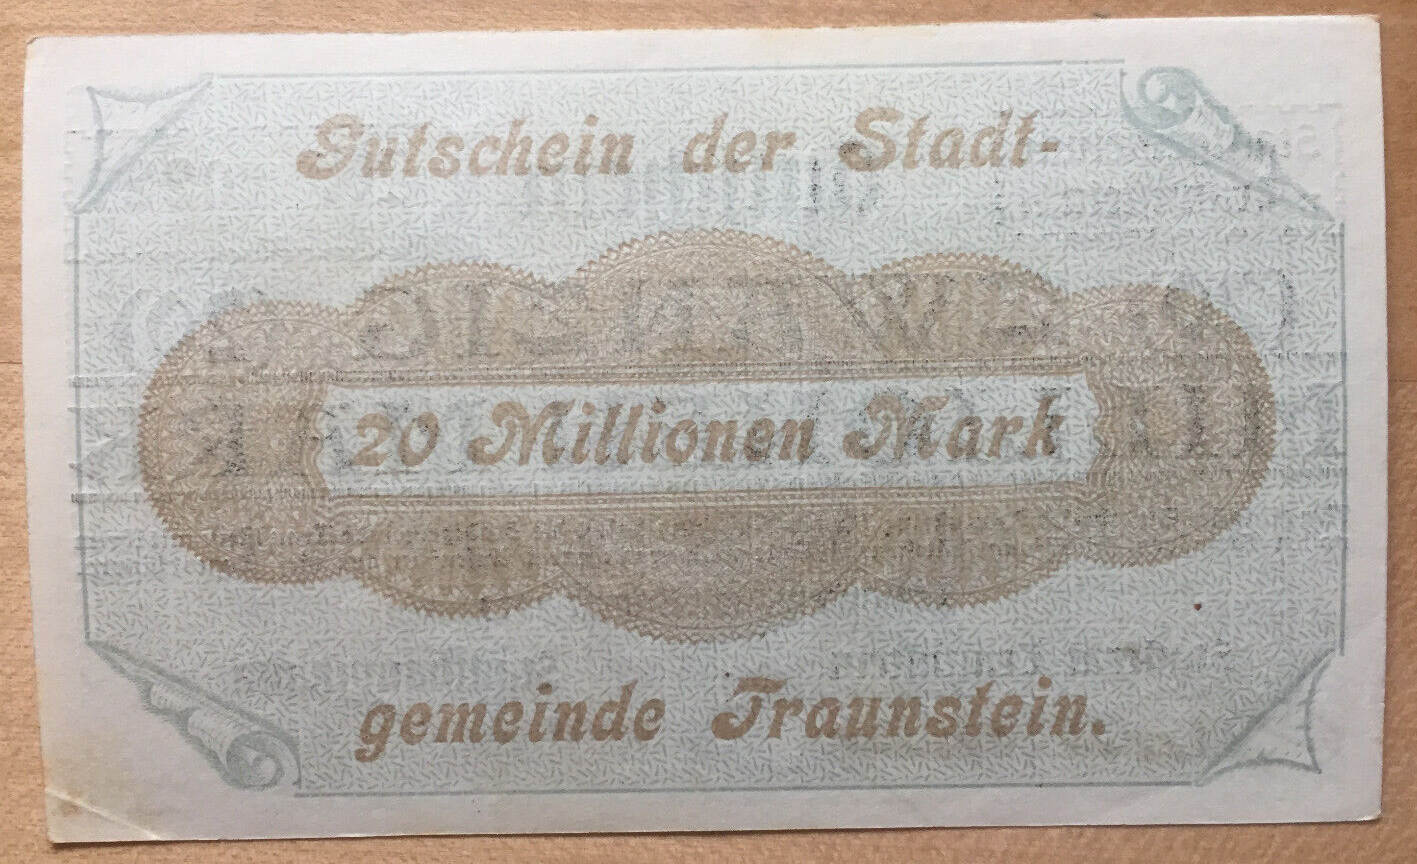 Gutschein der Stadt-
20 Millionen Mark
gemeinde Traunstein.